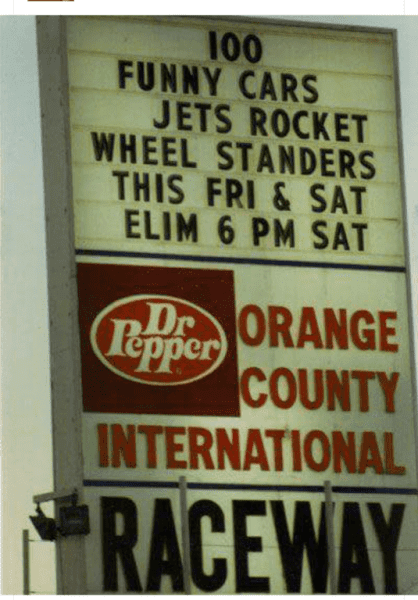 100
FUNNY CARS
JETS ROCKET
WHEEL STANDERS
THIS FRI & SAT
ELIM 6 PM SAT
Dr
Pepper
ORANGE
COUNTY
INTERNATIONAL
RACEWAY